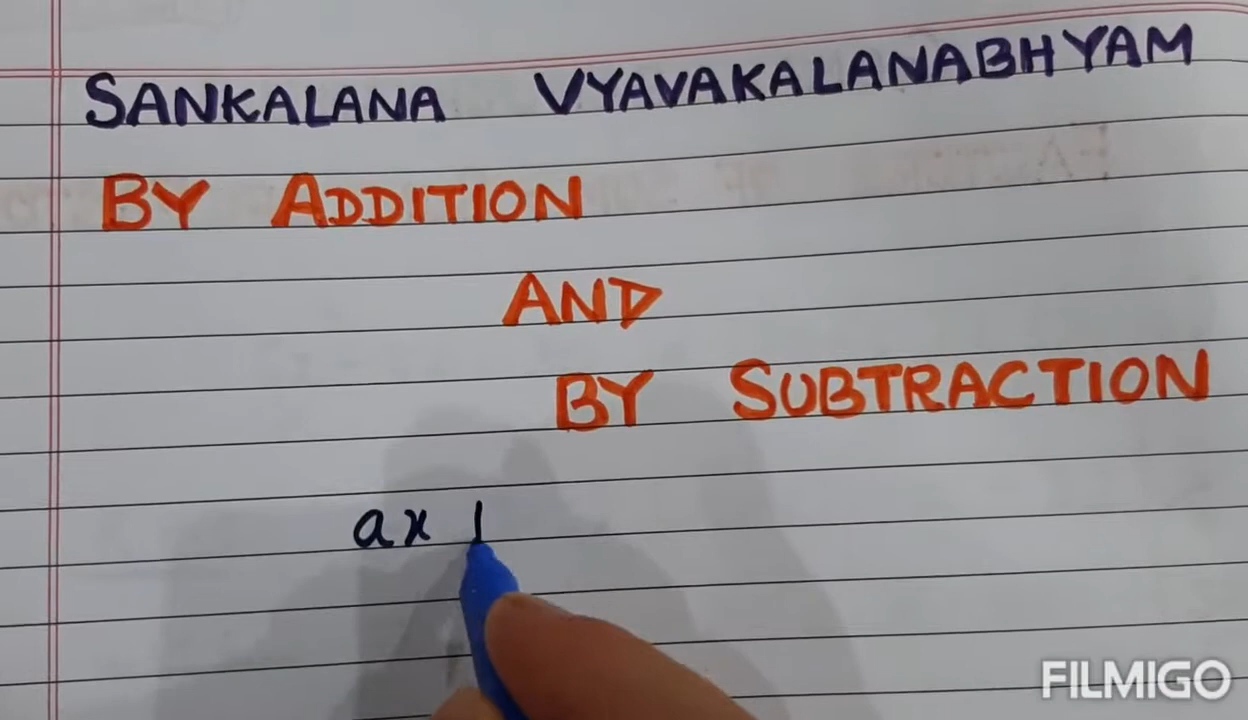 SANKALANA VYAVAKALANABHYAM
BY ADDITION
AND
BY SUBTRACTION
ax
FILMIGO